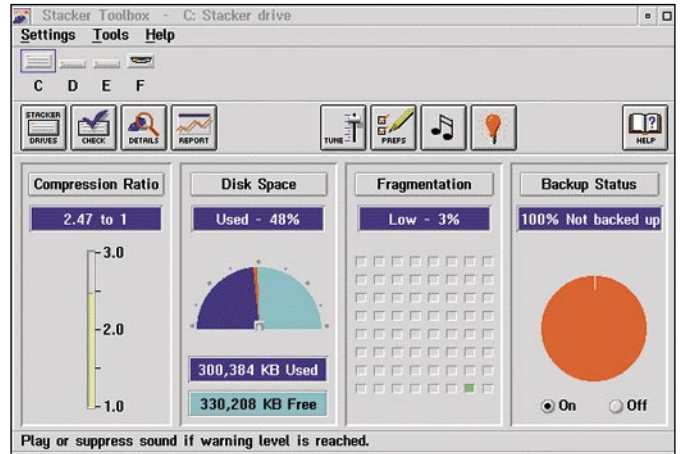 Stacker Toolbox - C: Stacker drive
Settings Tools Help
C D E F
STACKER DRIVES
CHECK
DETAILS
REPORT
TUNE
PREFS
HELP
Compression Ratio
2.47 to 1
3.0
2.0
1.0
Disk Space
Used - 48%
300,384 KB Used
330,208 KB Free
Fragmentation
Low - 3%
Backup Status
100% Not backed up
On Off
Play or suppress sound if warning level is reached.